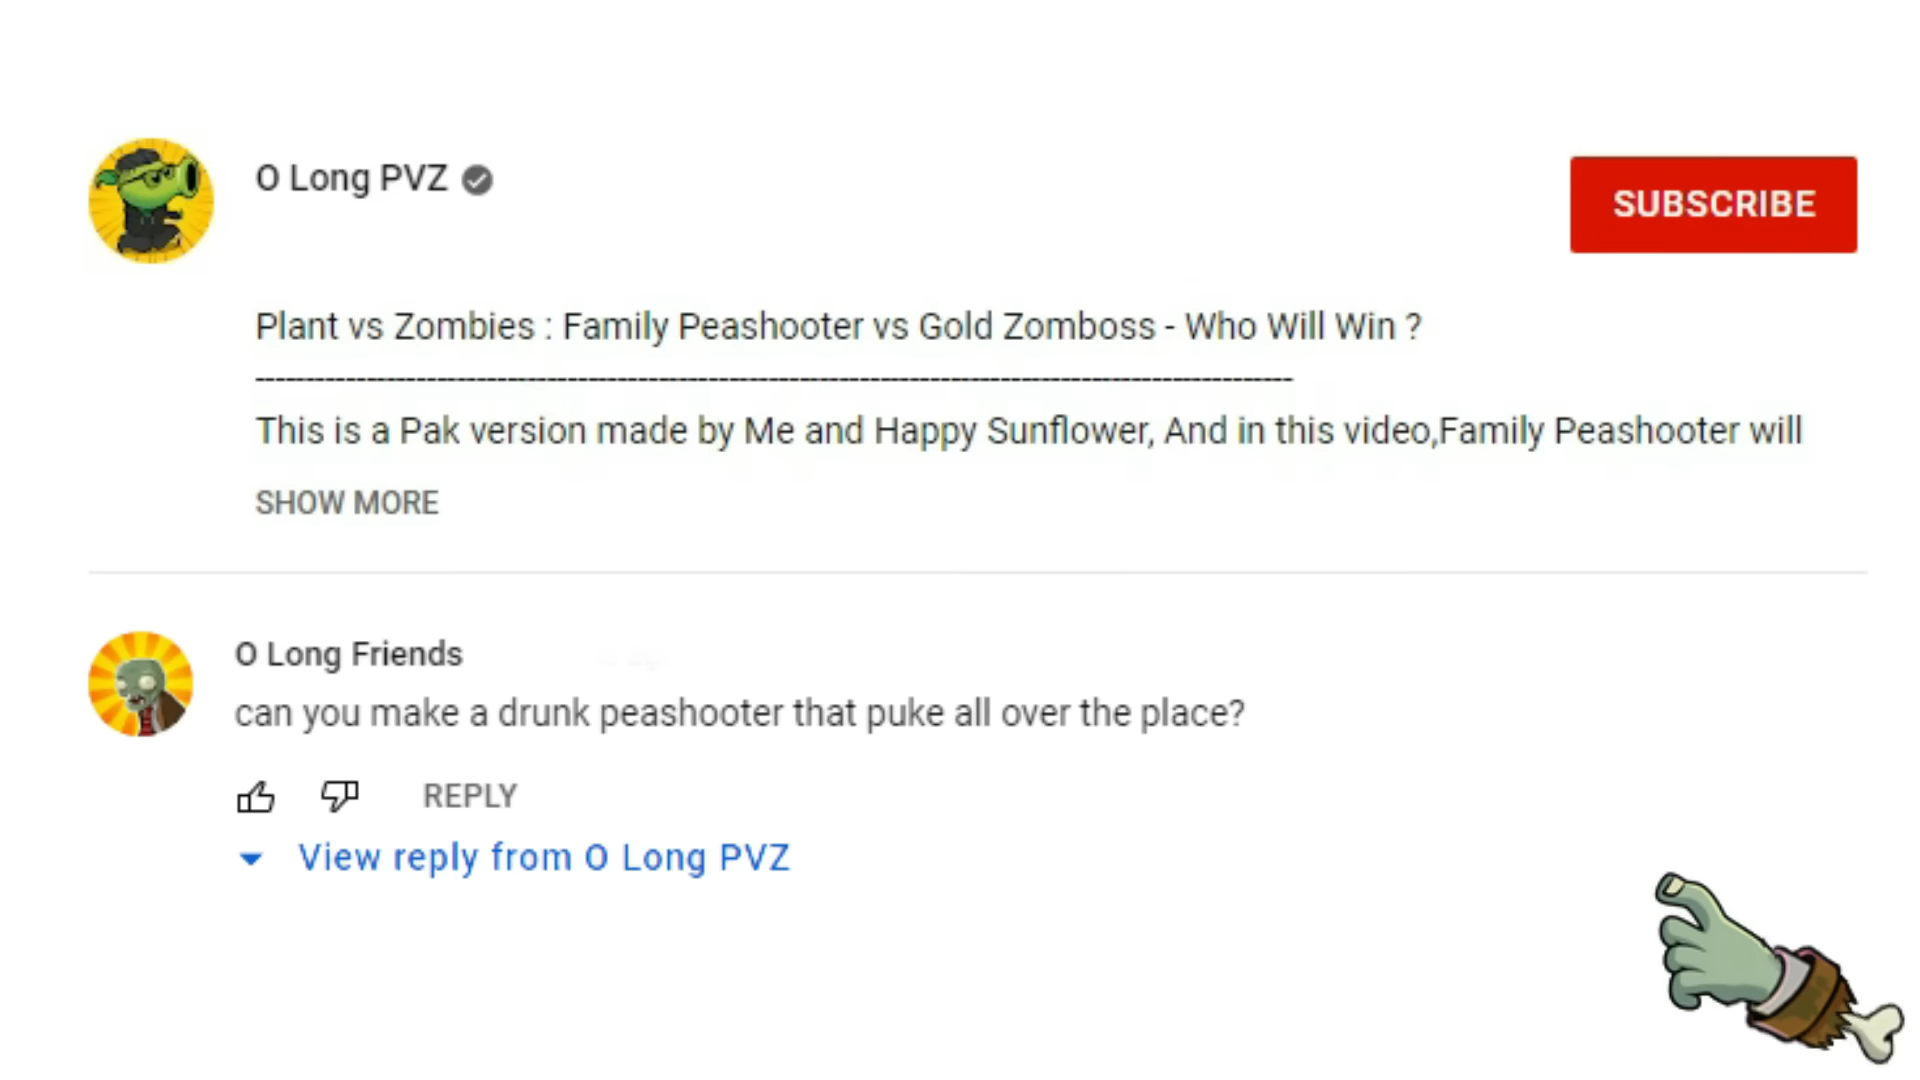 O Long PVZ
SUBSCRIBE
Plant vs Zombies : Family Peashooter vs Gold Zomboss - Who Will Win ?
----------------------------------------------------------------------------------------------------
This is a Pak version made by Me and Happy Sunflower, And in this video,Family Peashooter will
SHOW MORE
O Long Friends
can you make a drunk peashooter that puke all over the place?
REPLY
View reply from O Long PVZ